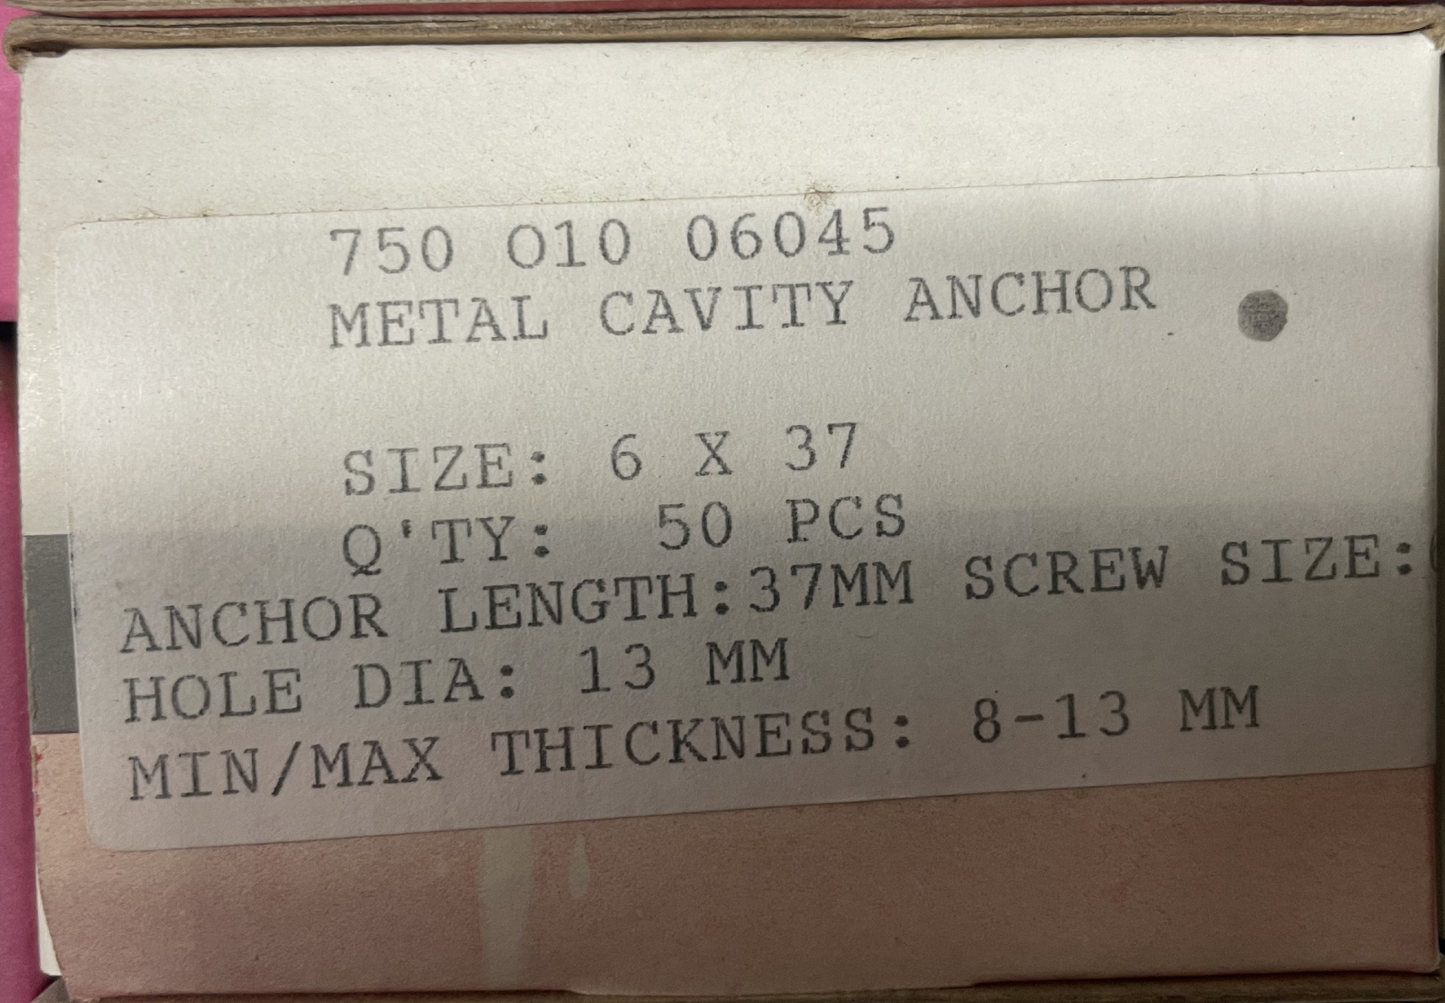 750 O10 06045
METAL CAVITY ANCHOR
SIZE: 6 X 37
Q'TY: 50 PCS
ANCHOR LENGTH:37MM SCREW SIZE:
HOLE DIA: 13 MM
MIN/MAX THICKNESS: 8-13 MM